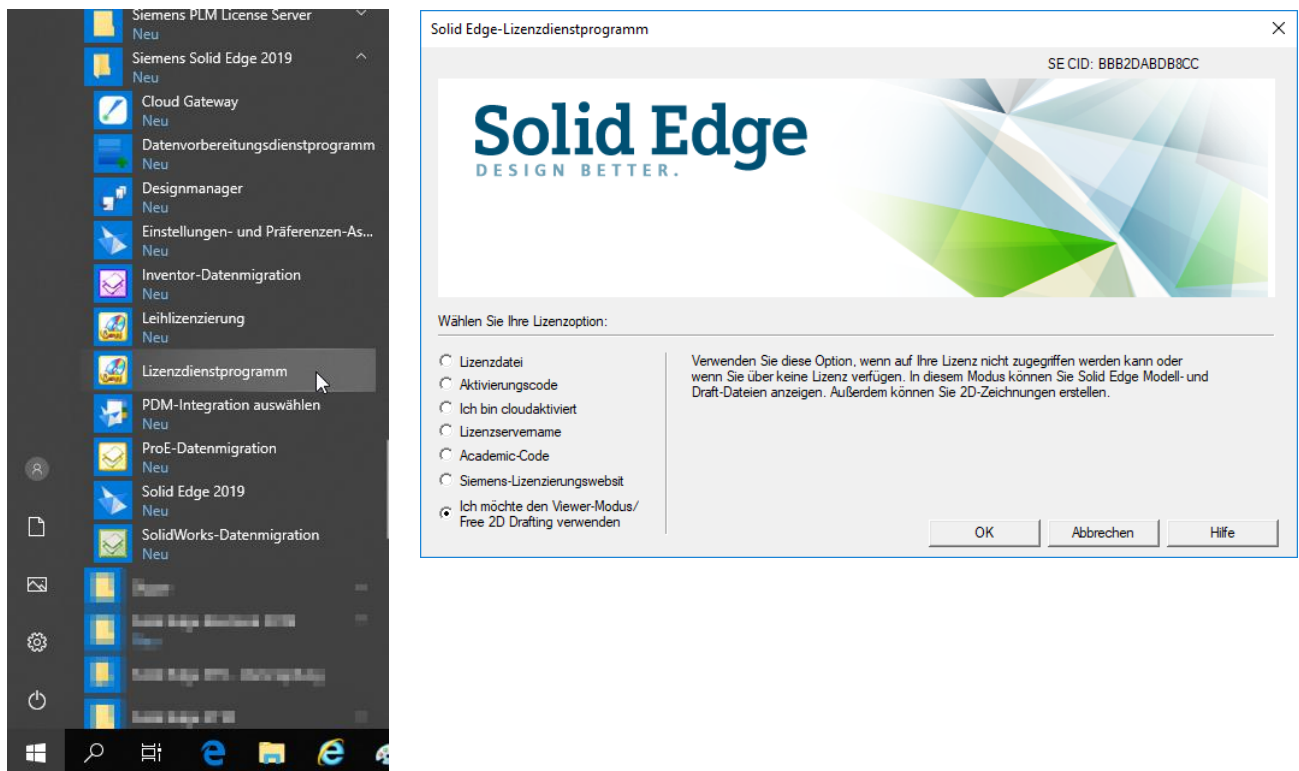 Siemens PLM License Server
Neu
Siemens Solid Edge 2019
Neu
Cloud Gateway
Neu
Datenvorbereitungsdienstprogramm
Neu
Designmanager
Neu
Einstellungen- und Präferenzen-As...
Neu
Inventor-Datenmigration
Neu
Leihlizenzierung
Neu
Lizenzdienstprogramm
PDM-Integration auswählen
Neu
ProE-Datenmigration
Neu
Solid Edge 2019
Neu
SolidWorks-Datenmigration
Neu
Solid Edge-Lizenzdienstprogramm
SE CID: BBB2DABDB8CC
Solid Edge
DESIGN BETTER.
Wählen Sie Ihre Lizenzoption:
Lizenzdatei
Aktivierungscode
Ich bin cloudaktiviert
Lizenzservername
Academic-Code
Siemens-Lizenzierungswebsit
Ich möchte den Viewer-Modus/
Free 2D Drafting verwenden
Verwenden Sie diese Option, wenn auf Ihre Lizenz nicht zugegriffen werden kann oder
wenn Sie über keine Lizenz verfügen. In diesem Modus können Sie Solid Edge Modell- und
Draft-Dateien anzeigen. Außerdem können Sie 2D-Zeichnungen erstellen.
OK
Abbrechen
Hilfe